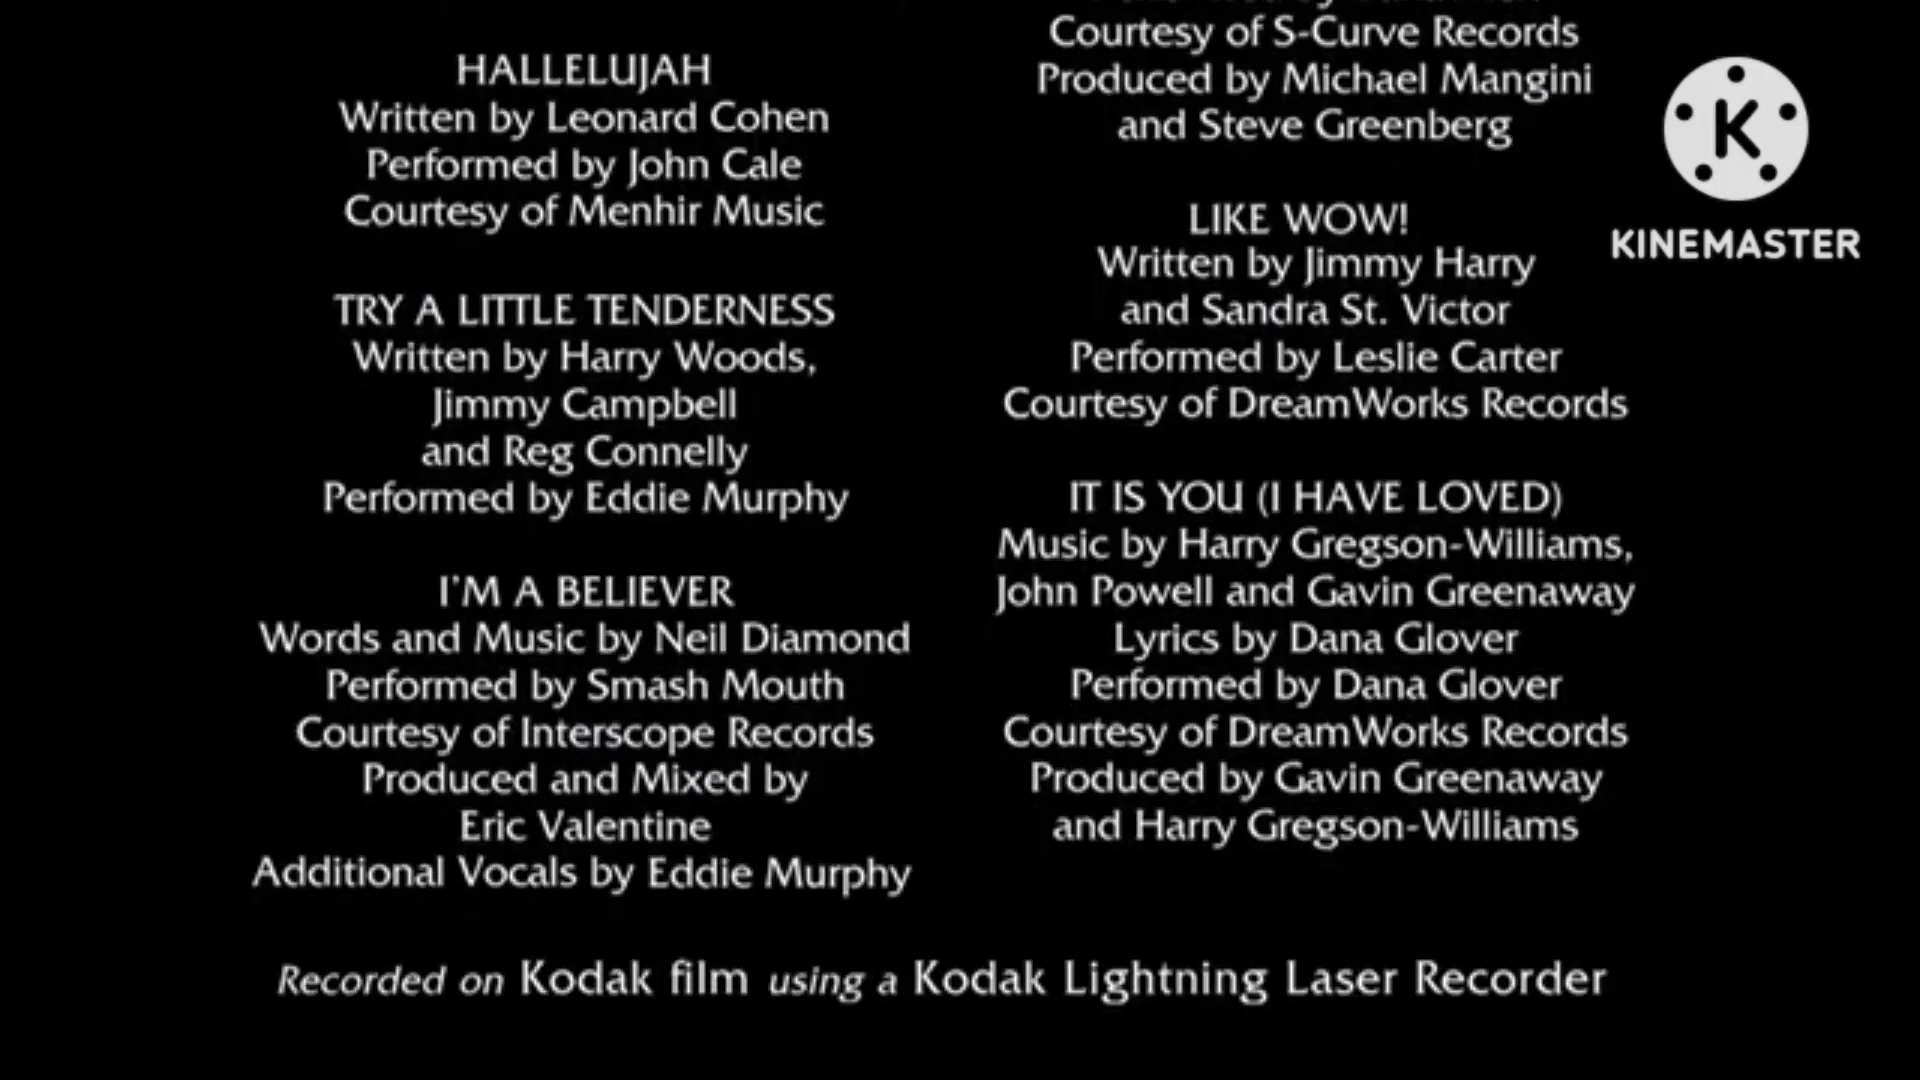 HALLELUJAH
Written by Leonard Cohen
Performed by John Cale
Courtesy of Menhir Music
TRY A LITTLE TENDERNESS
Written by Harry Woods,
Jimmy Campbell
and Reg Connelly
Performed by Eddie Murphy
I'M A BELIEVER
Words and Music by Neil Diamond
Performed by Smash Mouth
Courtesy of Interscope Records
Produced and Mixed by
Eric Valentine
Additional Vocals by Eddie Murphy
Courtesy of S-Curve Records
Produced by Michael Mangini
and Steve Greenberg
LIKE WOW!
Written by Jimmy Harry
and Sandra St. Victor
Performed by Leslie Carter
Courtesy of DreamWorks Records
IT IS YOU (I HAVE LOVED)
Music by Harry Gregson-Williams,
John Powell and Gavin Greenaway
Lyrics by Dana Glover
Performed by Dana Glover
Courtesy of DreamWorks Records
Produced by Gavin Greenaway
and Harry Gregson-Williams
Recorded on Kodak film using a Kodak Lightning Laser Recorder
K
KINEMASTER